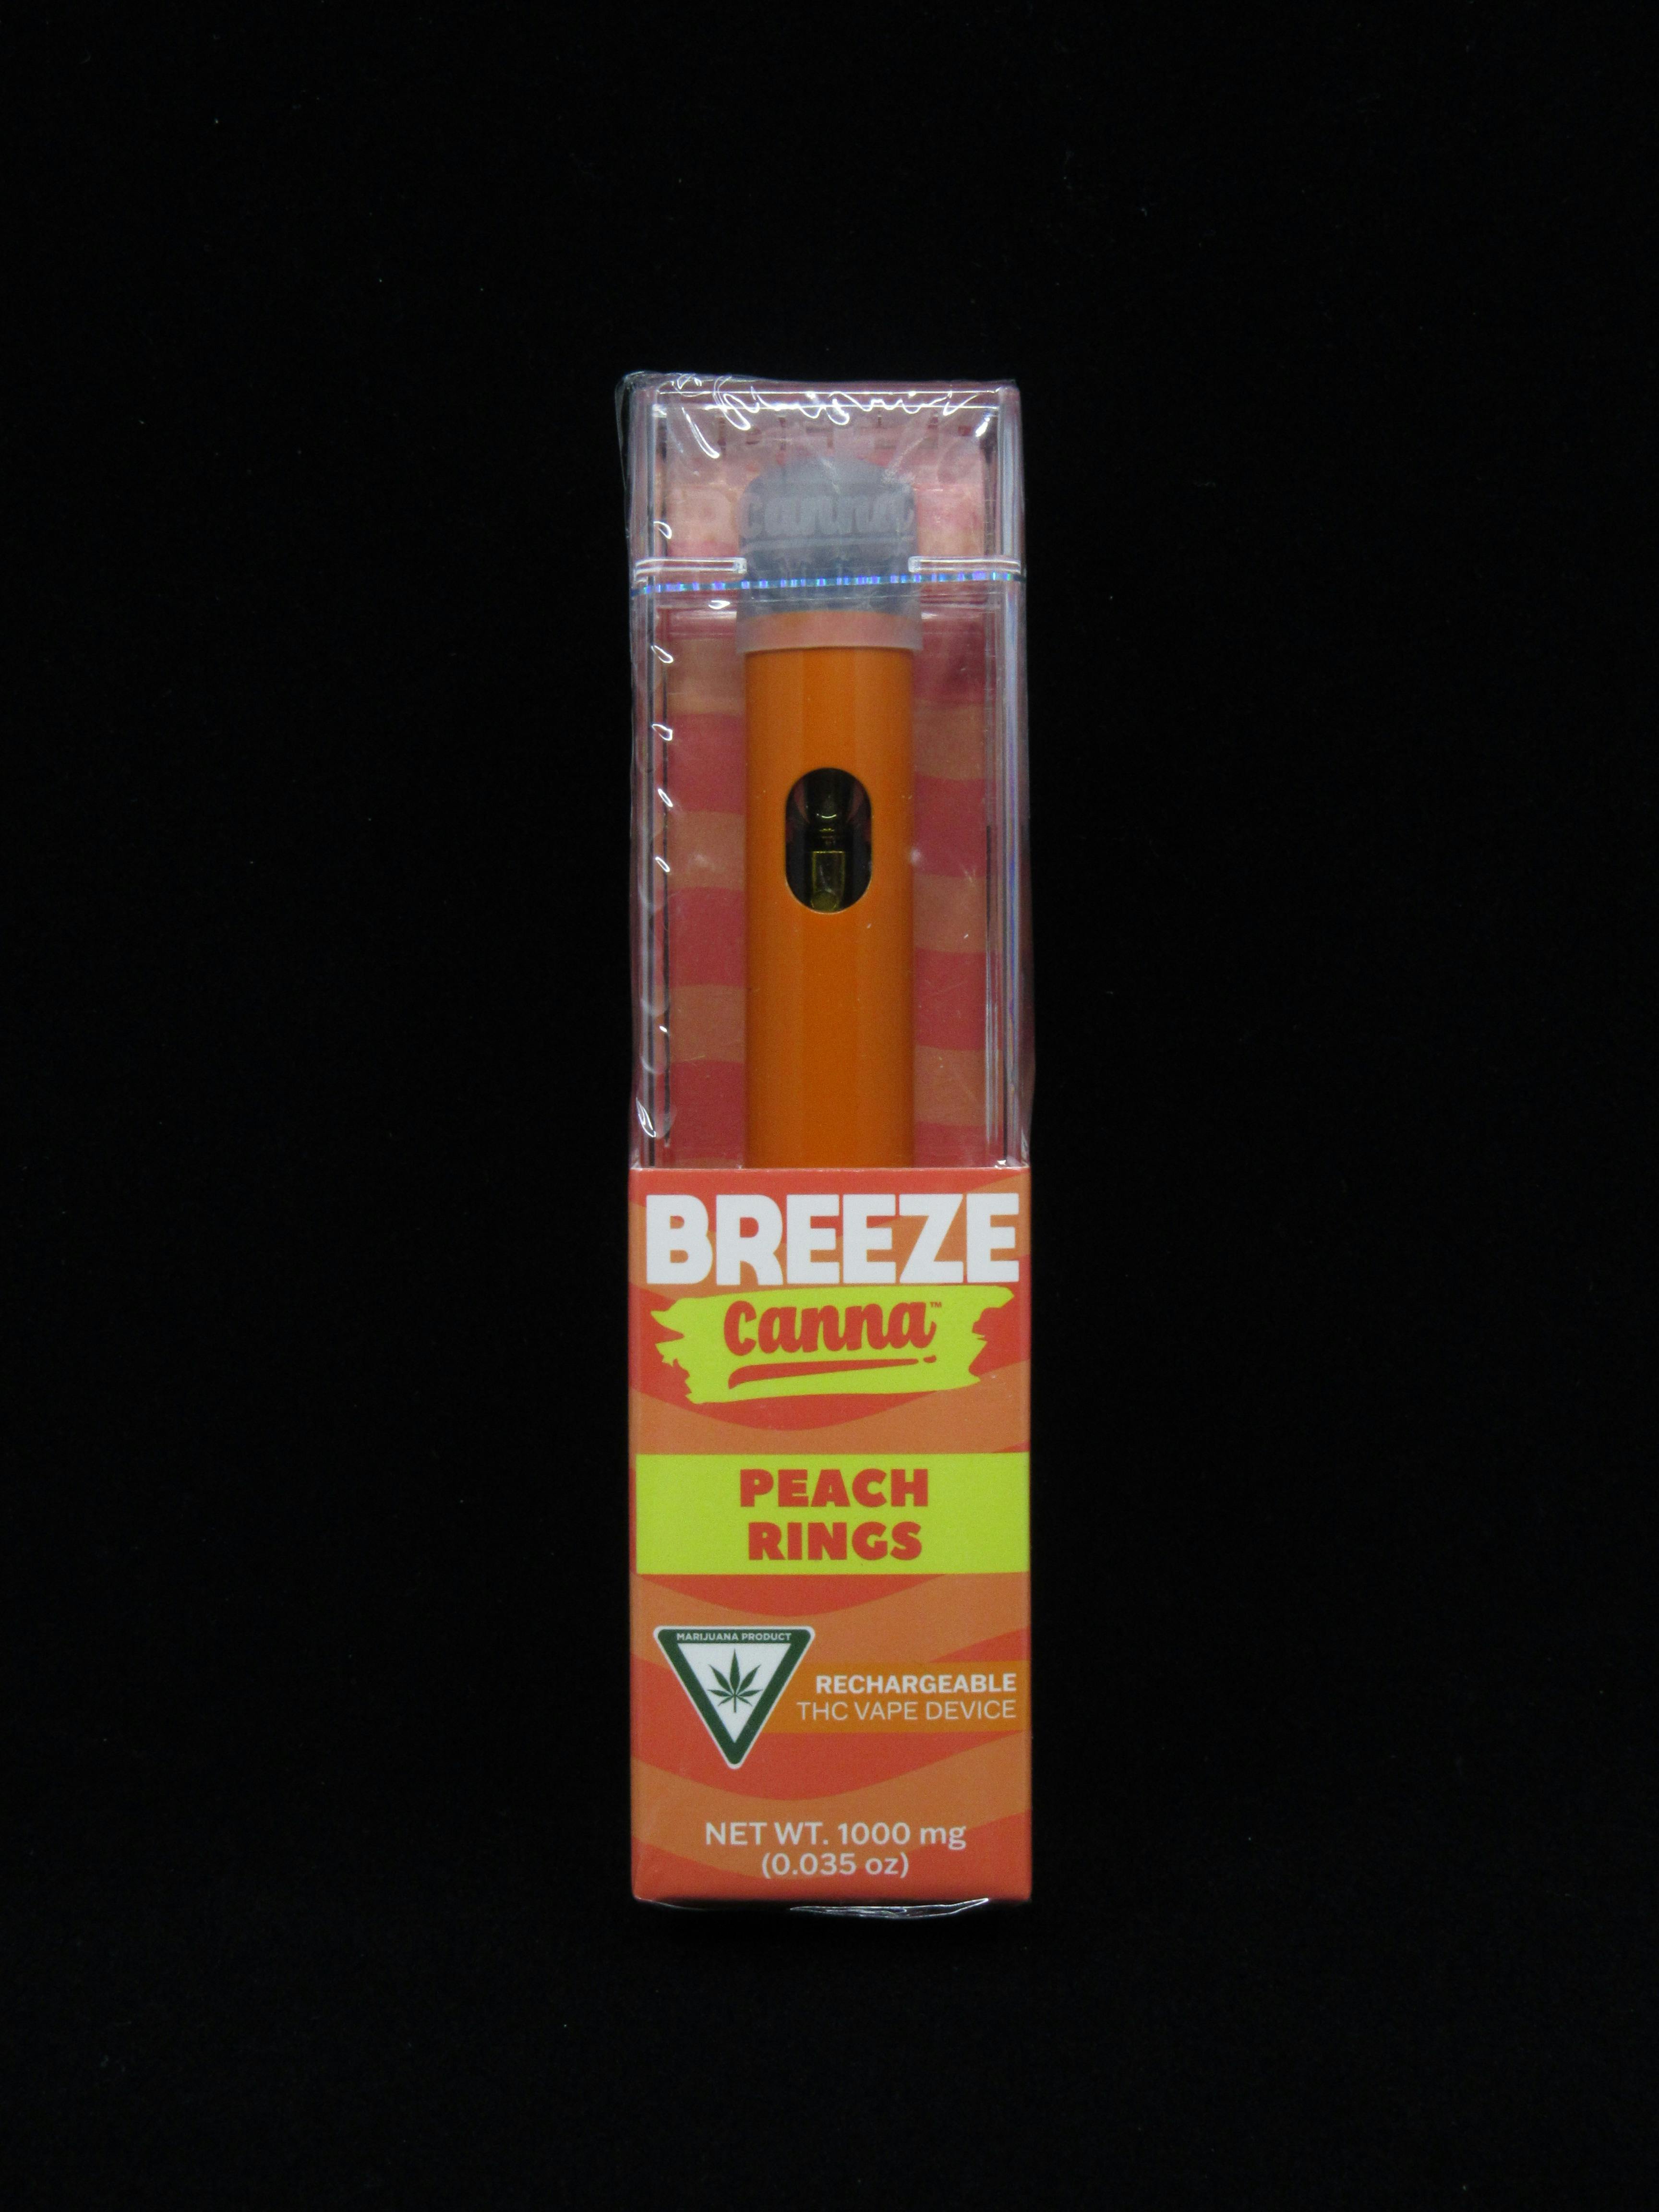 BREEZE
Canna™
PEACH
RINGS
MARIJUANA PRODUCT
RECHARGEABLE
THC VAPE DEVICE
NET WT. 1000 mg
(0.035 oz)